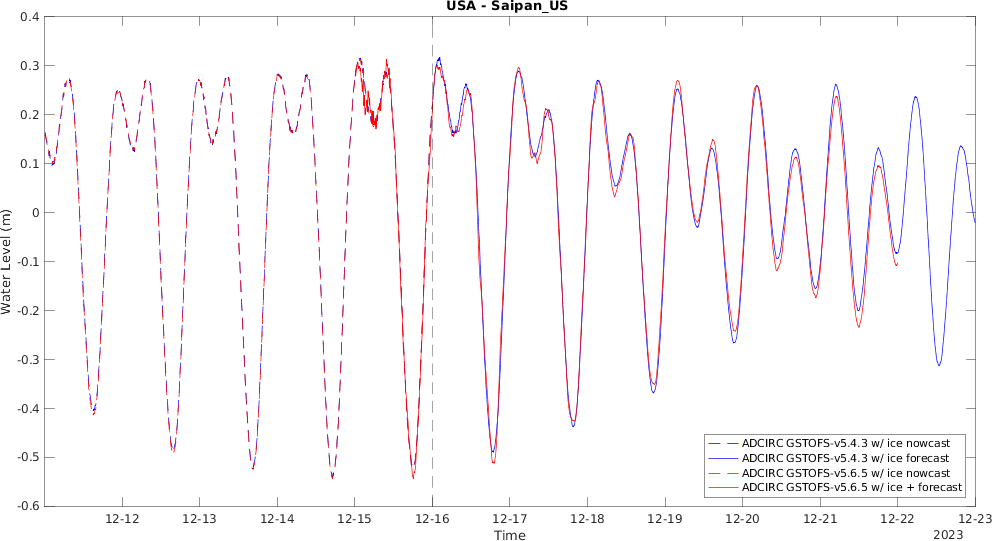 USA - Saipan_US
0.4
0.3
0.2
0.1
0
-0.1
-0.2
-0.3
-0.4
-0.5
-0.6
Water Level (m)
ADCIRC GSTOFS-v5.4.3 w/ ice nowcast
ADCIRC GSTOFS-v5.4.3 w/ ice forecast
ADCIRC GSTOFS-v5.6.5 w/ ice nowcast
ADCIRC GSTOFS-v5.6.5 w/ ice + forecast
12-12 12-13 12-14 12-15 12-16 12-17 12-18 12-19 12-20 12-21 12-22 12-23
Time
2023